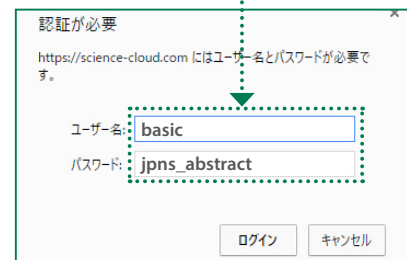 認証が必要
https://science-cloud.com にはユーザー名とパスワードが必要で
す。
ユーザー名: basic
パスワード: jpns_abstract
ログイン キャンセル